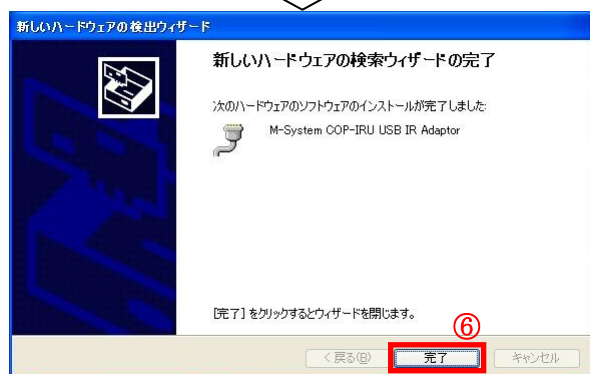 新しいハードウェアの検出ウィザード
新しいハードウェアの検索ウィザードの完了
次のハードウェアのソフトウェアのインストールが完了しました:
M-System COP-IRU USB IR Adaptor
[完了] をクリックするとウィザードを閉じます。
⑥
< 戻る(B)
完了
キャンセル